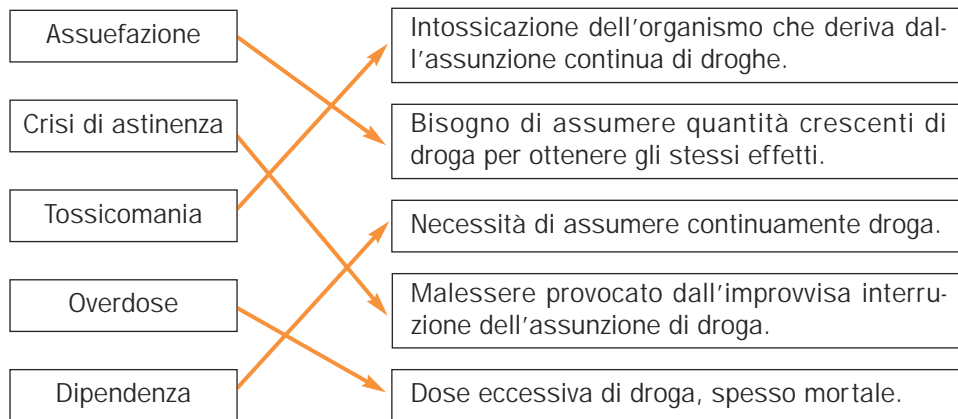 Assuefazione
Crisi di astinenza
Tossicomania
Overdose
Dipendenza
Intossicazione dell'organismo che deriva dal-
l'assunzione continua di droghe.
Bisogno di assumere quantità crescenti di
droga per ottenere gli stessi effetti.
Necessità di assumere continuamente droga.
Malessere provocato dall'improvvisa interru-
zione dell'assunzione di droga.
Dose eccessiva di droga, spesso mortale.